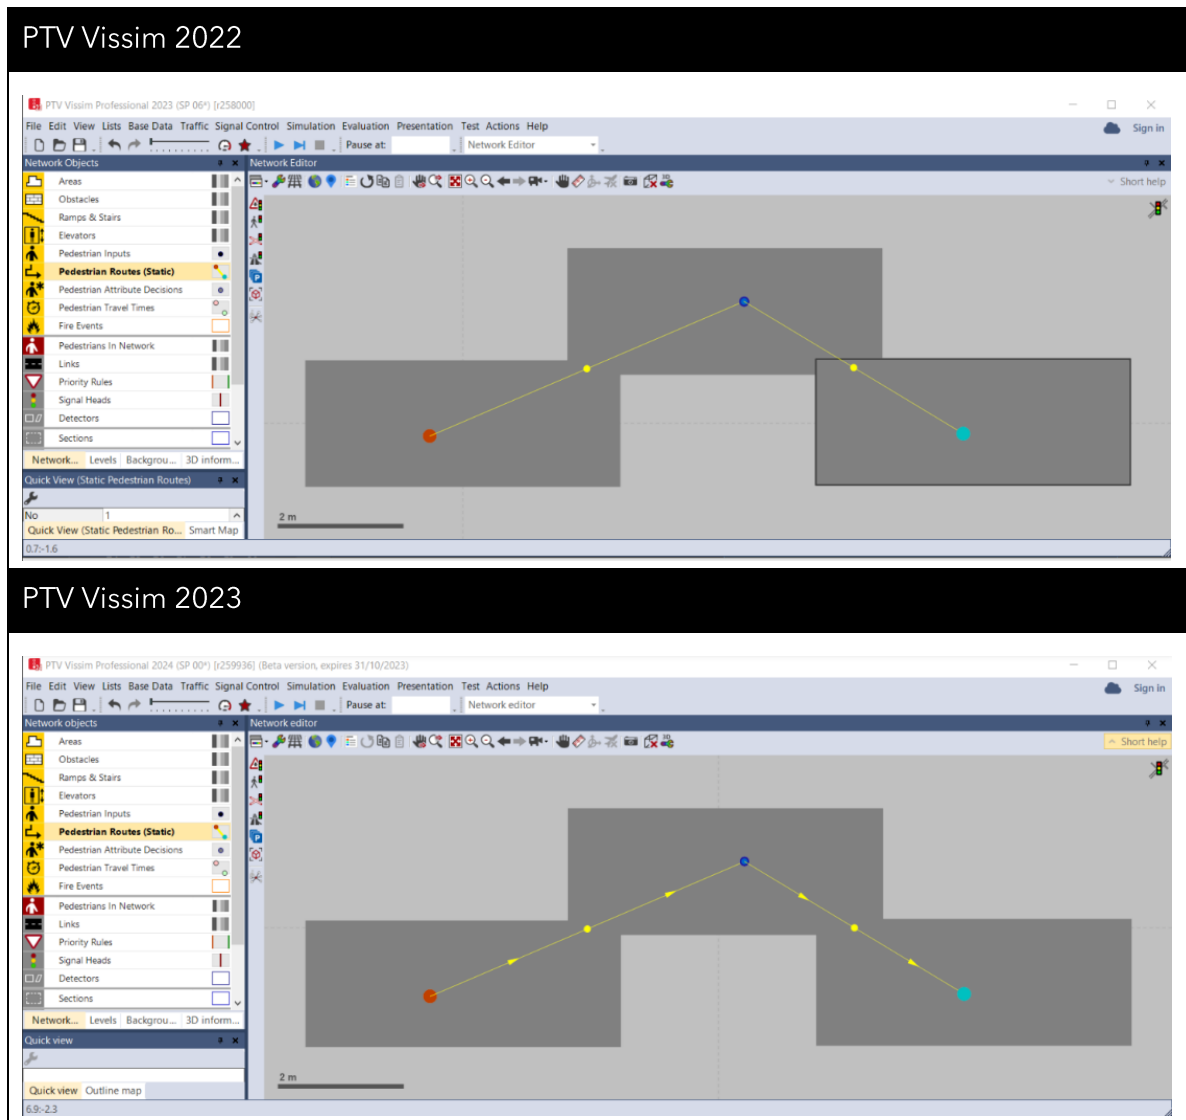 PTV Vissim 2022
PTV Vissim Professional 2023 (SP 06*) [r258000]
File Edit View Lists Base Data Traffic Signal Control Simulation Evaluation Presentation Test Actions Help
Sign in
Pause at:
Network Editor
Network Objects
Network Editor
Areas
Short help
Obstacles
Ramps & Stairs
Elevators
Pedestrian Inputs
Pedestrian Routes (Static)
Pedestrian Attribute Decisions
Pedestrian Travel Times
Fire Events
Pedestrians In Network
Links
Priority Rules
Signal Heads
Detectors
Sections
Network... Levels Backgrou... 3D inform...
Quick View (Static Pedestrian Routes)
No 1
2 m
Quick View (Static Pedestrian Ro... Smart Map
0.7:-1.6
PTV Vissim 2023
PTV Vissim Professional 2024 (SP 00*) [r259936] (Beta version, expires 31/10/2023)
File Edit View Lists Base Data Traffic Signal Control Simulation Evaluation Presentation Test Actions Help
Sign in
Pause at:
Network editor
Network objects
Network editor
Areas
Short help
Obstacles
Ramps & Stairs
Elevators
Pedestrian Inputs
Pedestrian Routes (Static)
Pedestrian Attribute Decisions
Pedestrian Travel Times
Fire Events
Pedestrians In Network
Links
Priority Rules
Signal Heads
Detectors
Sections
Network... Levels Backgrou... 3D inform...
Quick view
2 m
Quick view Outline map
6.9:-2.3